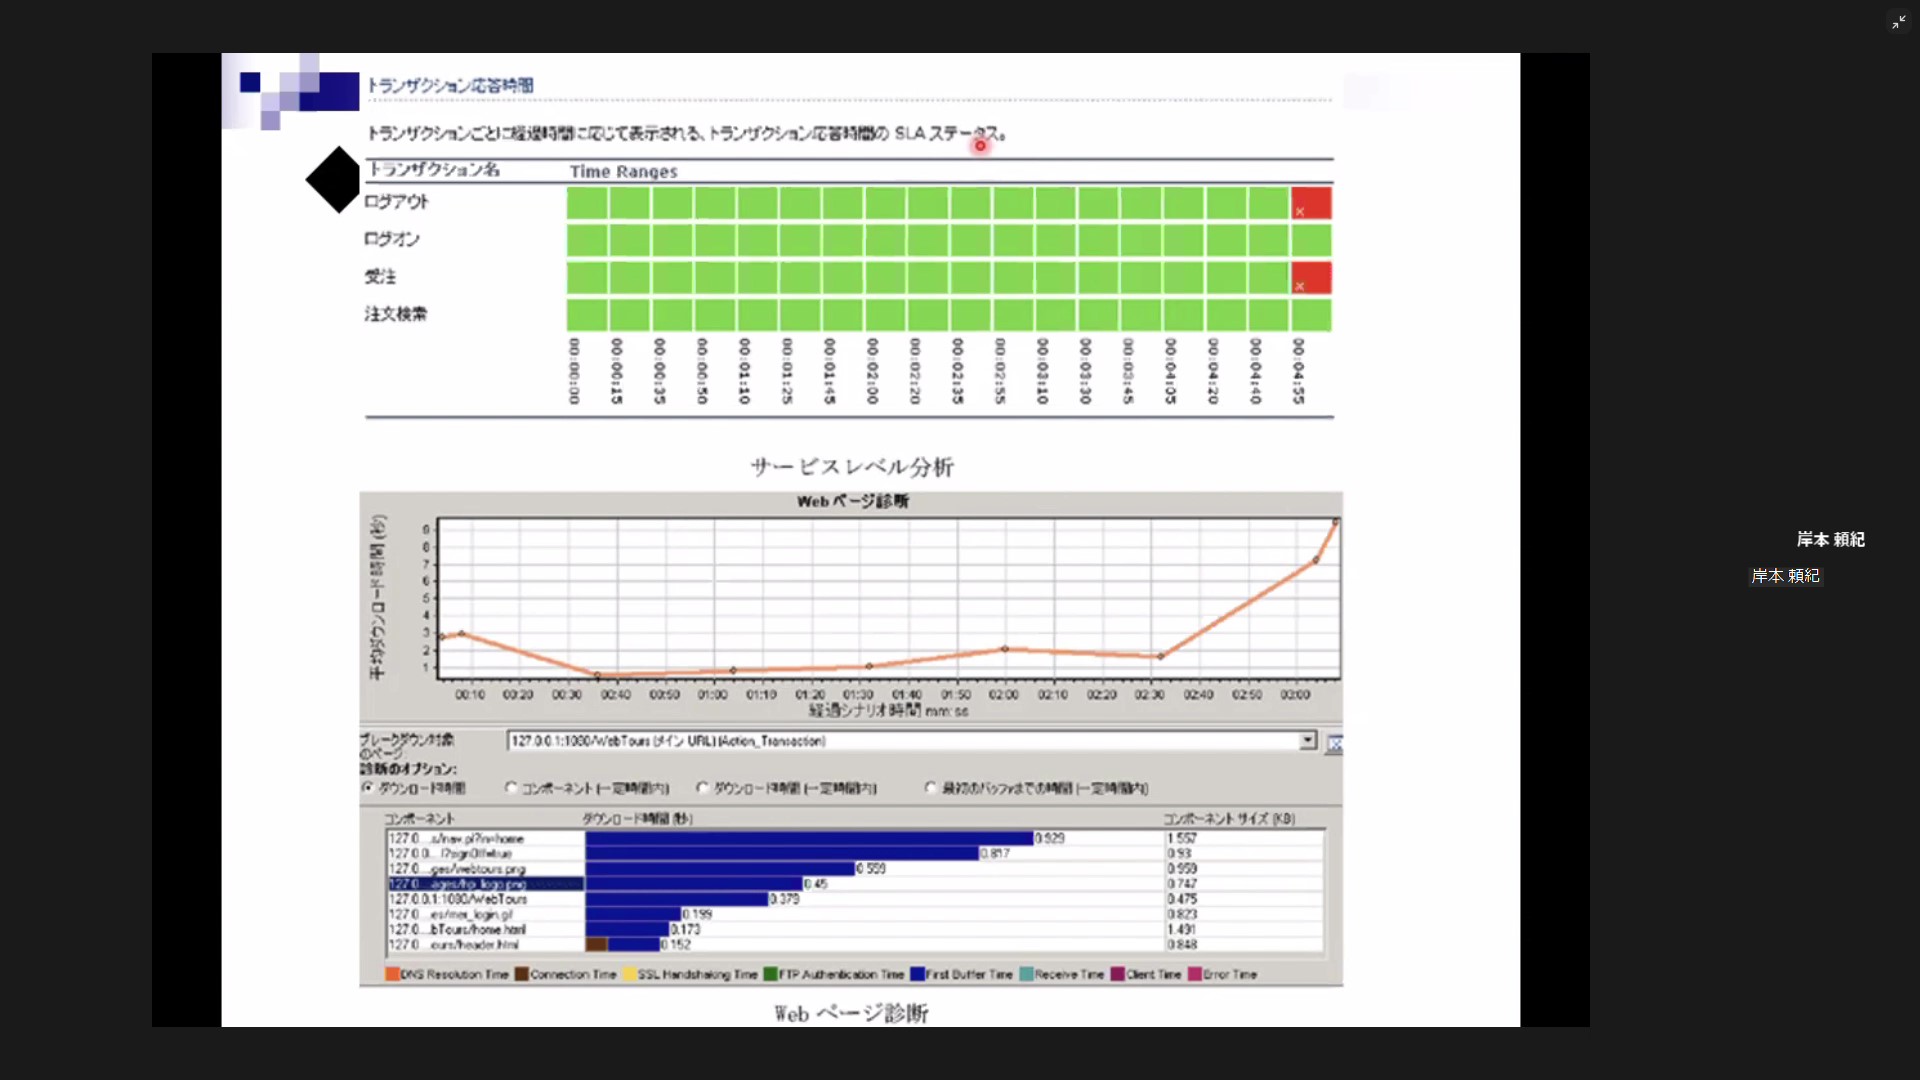 トランザクション応答時間
トランザクションごとに経過時間に応じて表示される、トランザクション応答時間の SLA ステータス。
トランザクション名 Time Ranges
ログアウト
ログオン
受注
注文検索
00:00:00 00:00:15 00:00:35 00:00:50 00:01:10 00:01:25 00:01:45 00:02:00 00:02:20 00:02:35 00:02:55 00:03:10 00:03:30 00:03:45 00:04:05 00:04:20 00:04:40 00:04:55
サービスレベル分析
Web ページ診断
平均ダウンロード時間 (秒)
9
8
7
6
5
4
3
2
1
00:10 00:20 00:30 00:40 00:50 01:00 01:10 01:20 01:30 01:40 01:50 02:00 02:10 02:20 02:30 02:40 02:50 03:00
経過シナリオ時間 mm:ss
ブレークダウン対象
のページ
127.0.0.1:1080/WebTours (メイン URL) (Action_Transaction)
診断のオプション:
ダウンロード時間 コンポーネント (一定時間内) ダウンロード時間 (一定時間内) 最初のバッファまでの時間 (一定時間内)
コンポーネント ダウンロード時間 (秒) コンポーネント サイズ (KB)
127.0....s/nav.pl?in=home 0.929 1.557
127.0.0.../?signOff=true 0.817 0.93
127.0....ges/webtours.png 0.559 0.959
127.0....ages/hp_logo.png 0.45 0.747
127.0.0.1:1080/WebTours 0.379 0.475
127.0....es/mer_login.gif 0.199 0.823
127.0....bTours/home.html 0.173 1.491
127.0....ours/header.html 0.152 0.848
DNS Resolution Time Connection Time SSL Handshaking Time FTP Authentication Time First Buffer Time Receive Time Client Time Error Time
Web ページ診断
岸本 頼紀
岸本 頼紀